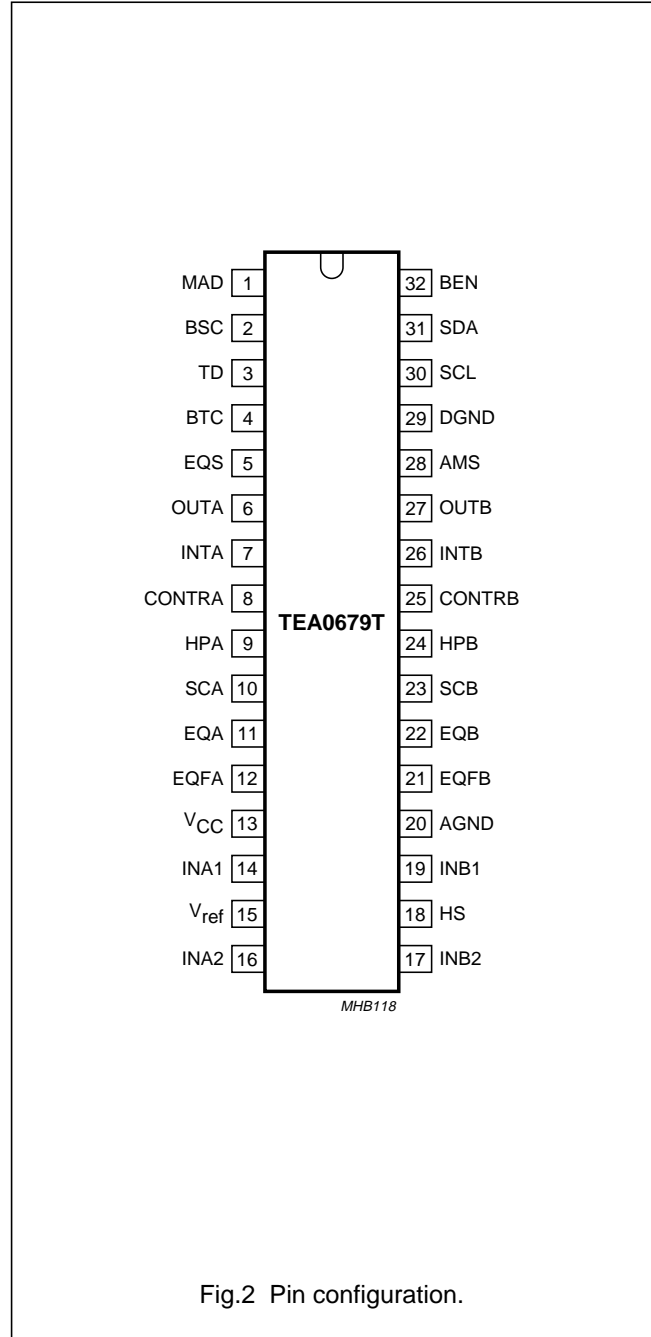 MAD 1 32 BEN
BSC 2 31 SDA
TD 3 30 SCL
BTC 4 29 DGND
EQS 5 28 AMS
OUTA 6 27 OUTB
INTA 7 26 INTB
CONTRA 8 25 CONTRB
TEA0679T
HPA 9 24 HPB
SCA 10 23 SCB
EQA 11 22 EQB
EQFA 12 21 EQFB
VCC 13 20 AGND
INA1 14 19 INB1
Vref 15 18 HS
INA2 16 17 INB2
MHB118
Fig.2 Pin configuration.